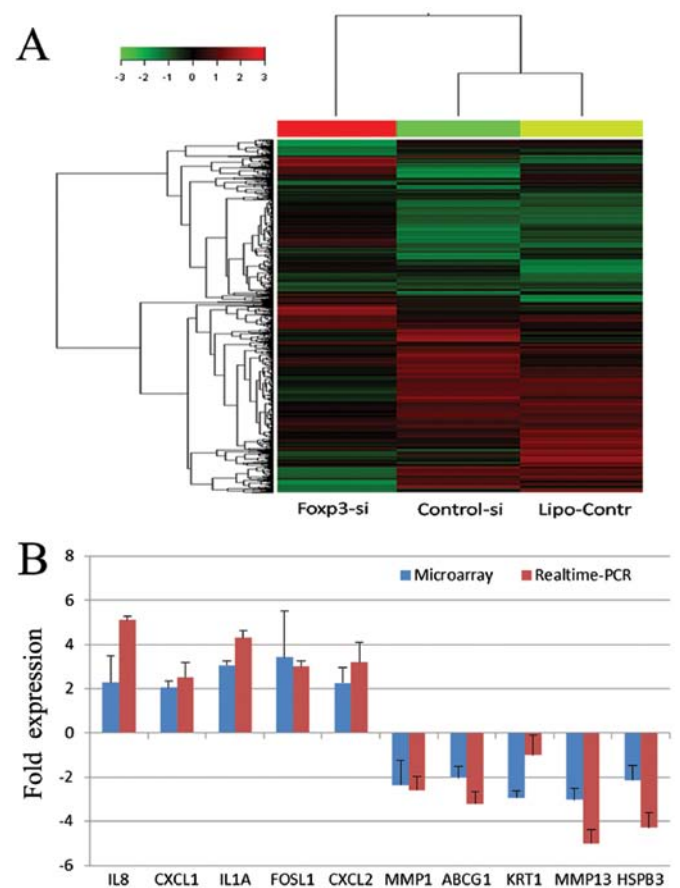 A
-3 -2 -1 0 1 2 3
Foxp3-si Control-si Lipo-Contr
B
8
Microarray Realtime-PCR
6
4
2
0
-2
-4
-6
Fold expression
IL8 CXCL1 IL1A FOSL1 CXCL2 MMP1 ABCG1 KRT1 MMP13 HSPB3